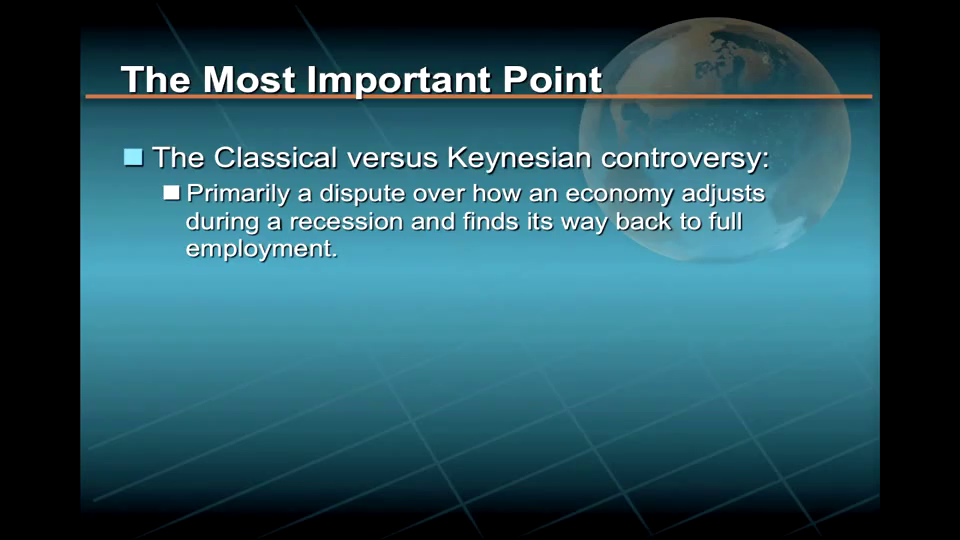 The Most Important Point
The Classical versus Keynesian controversy:
Primarily a dispute over how an economy adjusts
during a recession and finds its way back to full
employment.